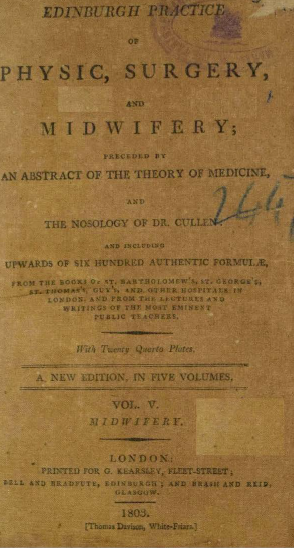 EDINBURGH PRACTICE
OF
PHYSIC, SURGERY,
AND
MIDWIFERY;
PRECEDED BY
AN ABSTRACT OF THE THEORY OF MEDICINE,
AND
THE NOSOLOGY OF DR. CULLEN
AND INCLUDING
UPWARDS OF SIX HUNDRED AUTHENTIC FORMULÆ,
FROM THE BOOKS OF ST. BARTHOLOMEW'S, ST. GEORGE'S,
ST. THOMAS'S, GUY'S, AND OTHER HOSPITALS IN
LONDON; AND FROM THE LECTURES AND
WRITINGS OF THE MOST EMINENT
PUBLIC TEACHERS.
With Twenty Quarto Plates.
A NEW EDITION, IN FIVE VOLUMES.
VOL. V.
MIDWIFERY.
LONDON:
PRINTED FOR G. KEARSLEY, FLEET-STREET;
BELL AND BRADFUTE, EDINBURGH; AND BRASH AND REID,
GLASGOW.
1803.
[Thomas Davison, White-Friars.]